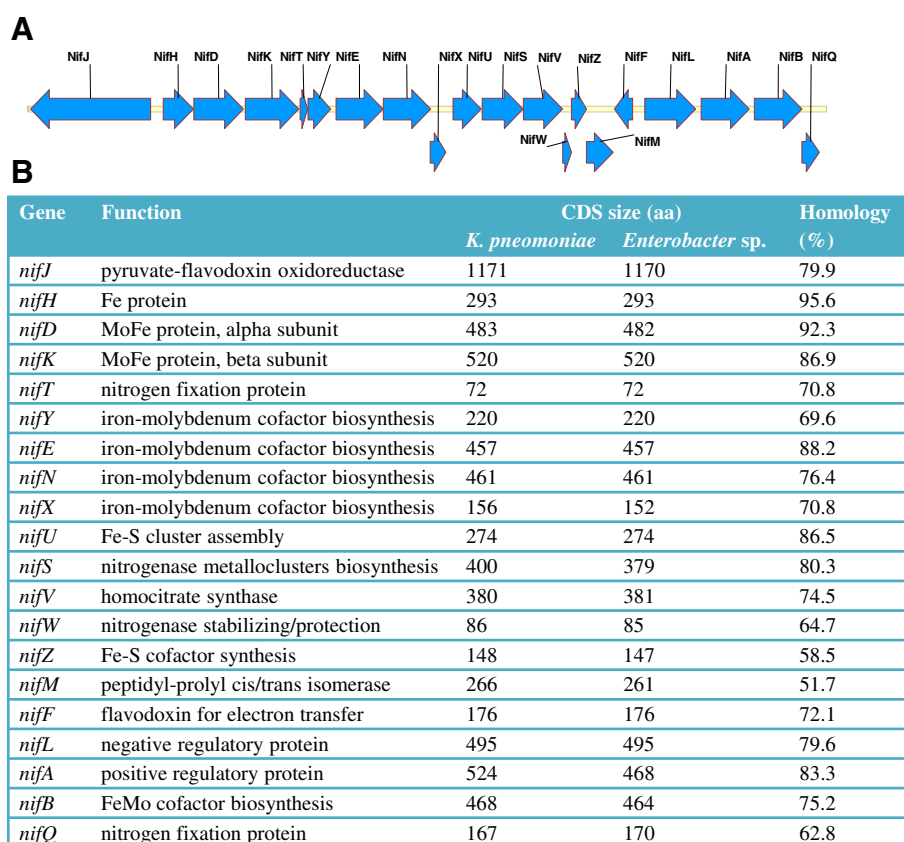 A
NifJ NifH NifD NifK NifT NifY NifE NifN NifX NifU NifS NifV NifZ NifF NifL NifA NifB NifQ
NifW NifM
B
Gene Function CDS size (aa) Homology
K. pneomoniae Enterobacter sp. (%)
nifJ pyruvate-flavodoxin oxidoreductase 1171 1170 79.9
nifH Fe protein 293 293 95.6
nifD MoFe protein, alpha subunit 483 482 92.3
nifK MoFe protein, beta subunit 520 520 86.9
nifT nitrogen fixation protein 72 72 70.8
nifY iron-molybdenum cofactor biosynthesis 220 220 69.6
nifE iron-molybdenum cofactor biosynthesis 457 457 88.2
nifN iron-molybdenum cofactor biosynthesis 461 461 76.4
nifX iron-molybdenum cofactor biosynthesis 156 152 70.8
nifU Fe-S cluster assembly 274 274 86.5
nifS nitrogenase metalloclusters biosynthesis 400 379 80.3
nifV homocitrate synthase 380 381 74.5
nifW nitrogenase stabilizing/protection 86 85 64.7
nifZ Fe-S cofactor synthesis 148 147 58.5
nifM peptidyl-prolyl cis/trans isomerase 266 261 51.7
nifF flavodoxin for electron transfer 176 176 72.1
nifL negative regulatory protein 495 495 79.6
nifA positive regulatory protein 524 468 83.3
nifB FeMo cofactor biosynthesis 468 464 75.2
nifQ nitrogen fixation protein 167 170 62.8